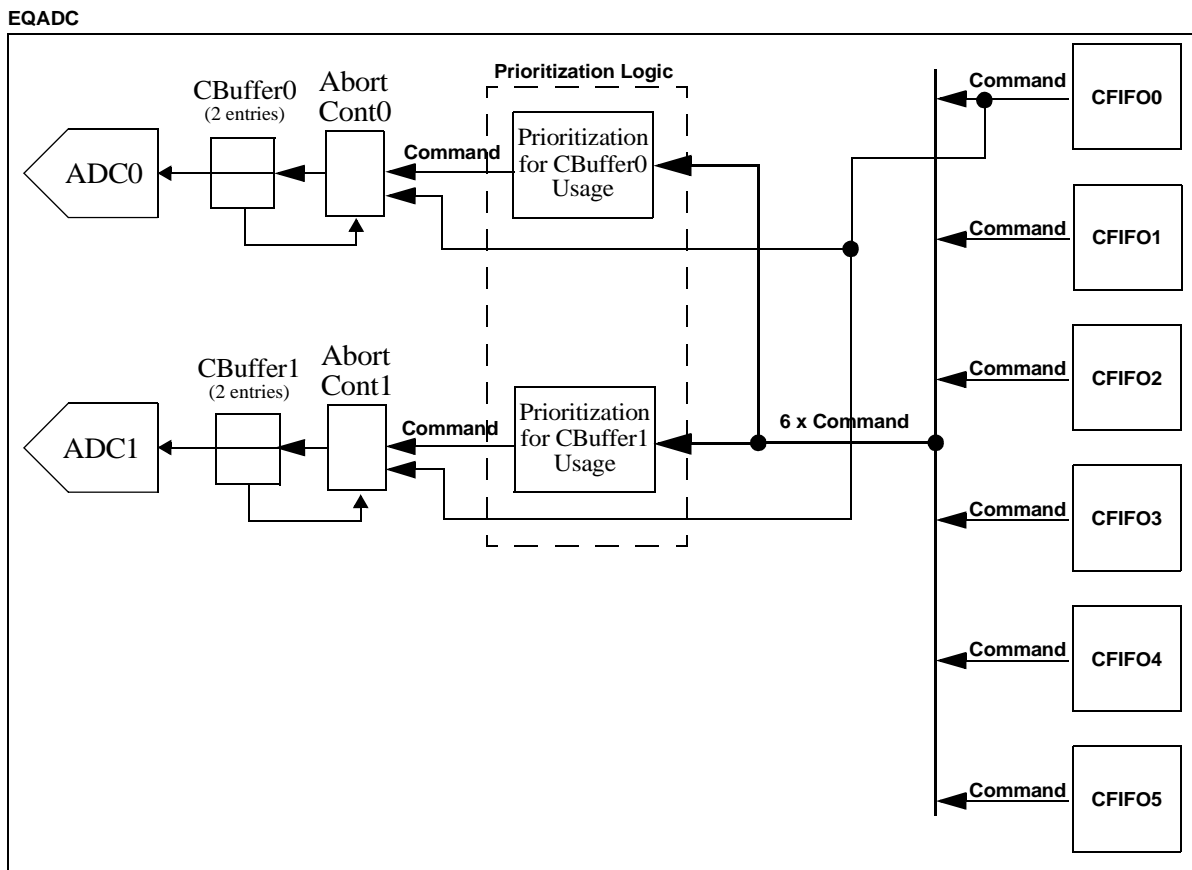 EQADC
Prioritization Logic
CBuffer0
(2 entries)
Abort
Cont0
ADC0
Command
Prioritization
for CBuffer0
Usage
Command
CFIFO0
Command
CFIFO1
CBuffer1
(2 entries)
Abort
Cont1
ADC1
Command
Prioritization
for CBuffer1
Usage
6 x Command
Command
CFIFO2
Command
CFIFO3
Command
CFIFO4
Command
CFIFO5